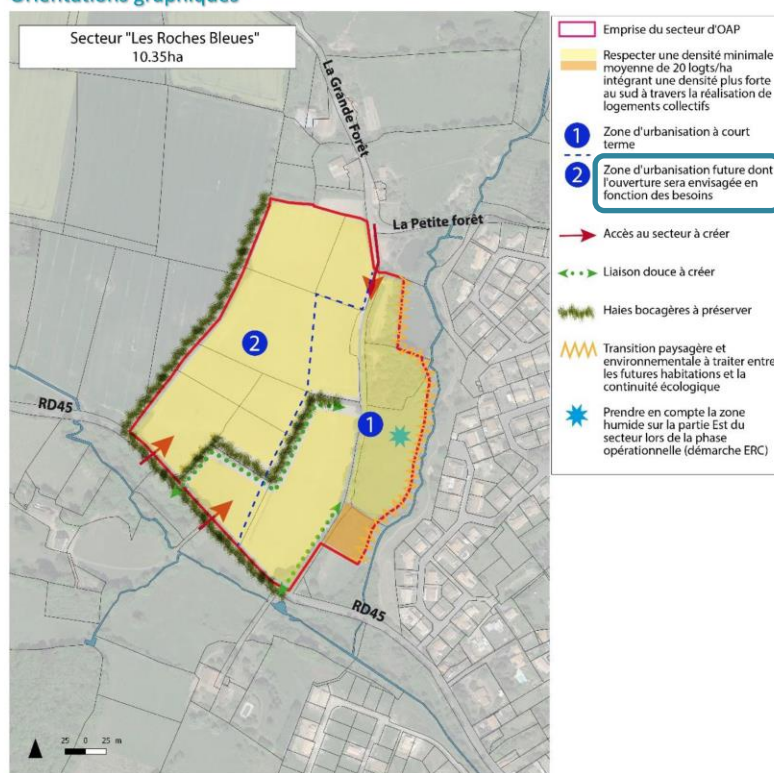 Orientations graphiques
Secteur "Les Roches Bleues"
10.35ha
La Grande Forêt
La Petite forêt
2
RD45
1
RD45
25 0 25 m
Emprise du secteur d'OAP
Respecter une densité minimale
moyenne de 20 logts/ha
intégrant une densité plus forte
au sud à travers la réalisation de
logements collectifs
1
Zone d'urbanisation à court
terme
2
Zone d'urbanisation future dont
l'ouverture sera envisagée en
fonction des besoins
Accès au secteur à créer
Liaison douce à créer
Haies bocagères à préserver
Transition paysagère et
environnementale à traiter entre
les futures habitations et la
continuité écologique
Prendre en compte la zone
humide sur la partie Est du
secteur lors de la phase
opérationnelle (démarche ERC)